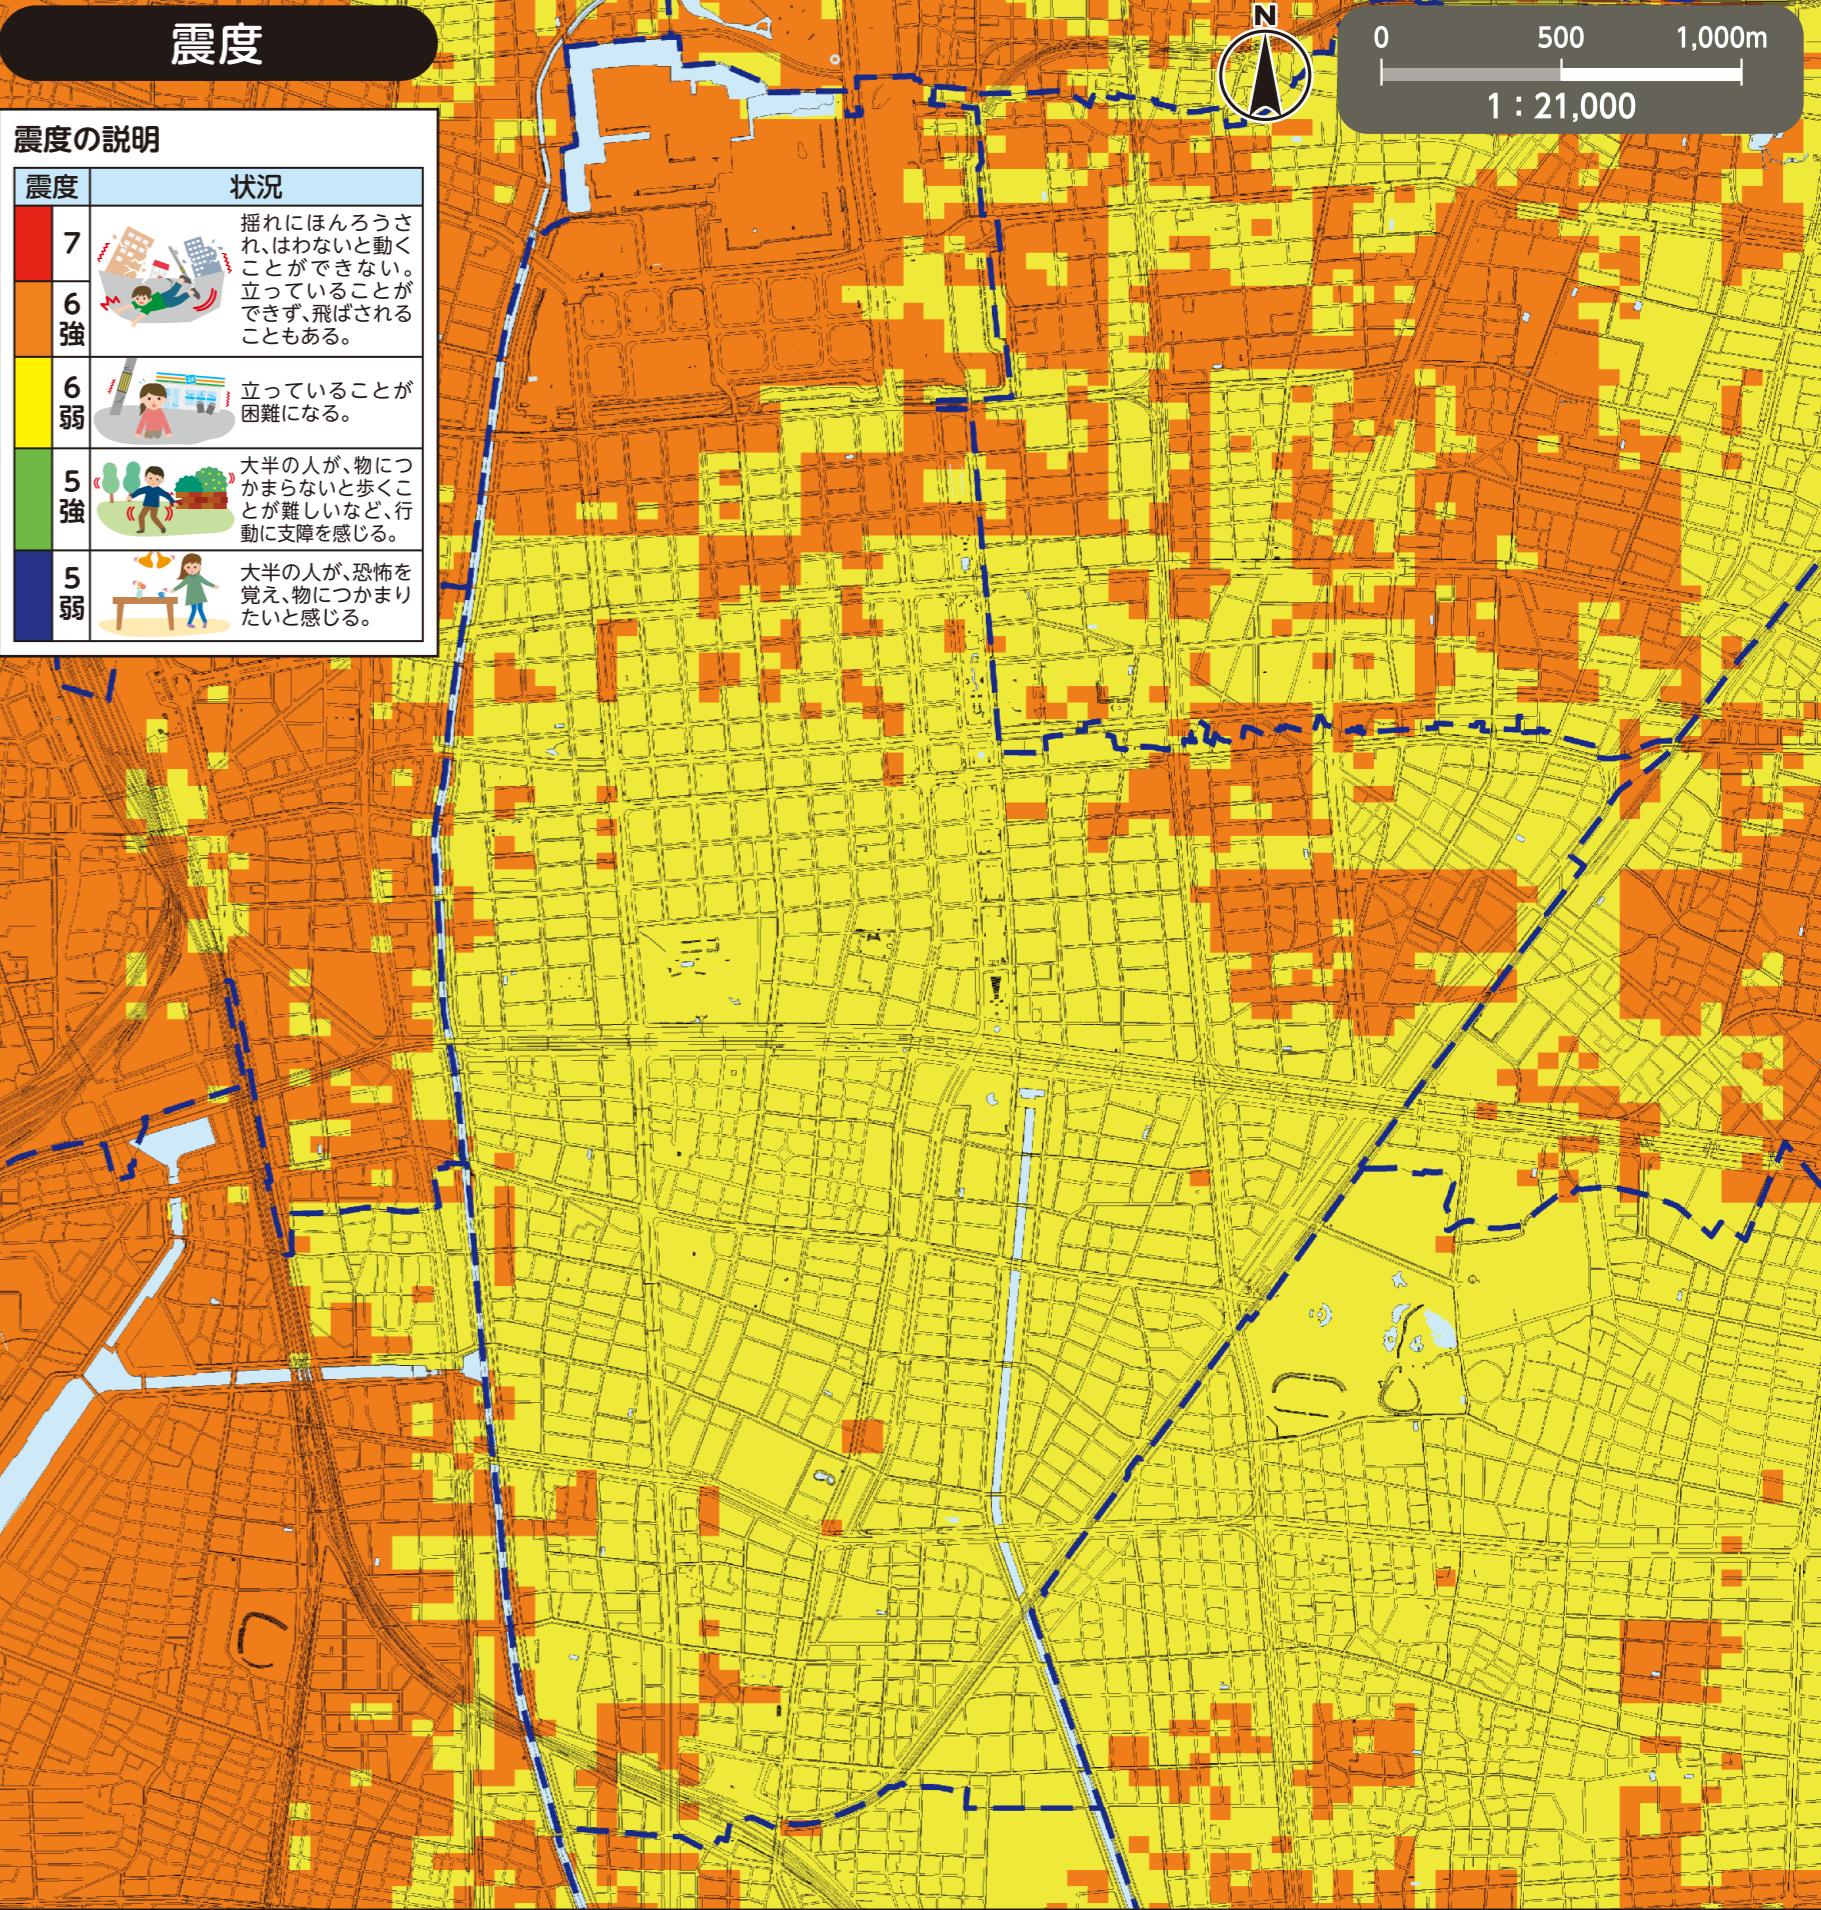 震度
N
0 500 1,000m
1：21,000
震度の説明
震度 状況
7
揺れにほんろうさ
れ、はわないと動く
ことができない。
立っていることが
できず、飛ばされる
こともある。
6
強
6
弱
立っていることが
困難になる。
5
強
大半の人が、物につ
かまらないと歩くこ
とが難しいなど、行
動に支障を感じる。
5
弱
大半の人が、恐怖を
覚え、物につかまり
たいと感じる。